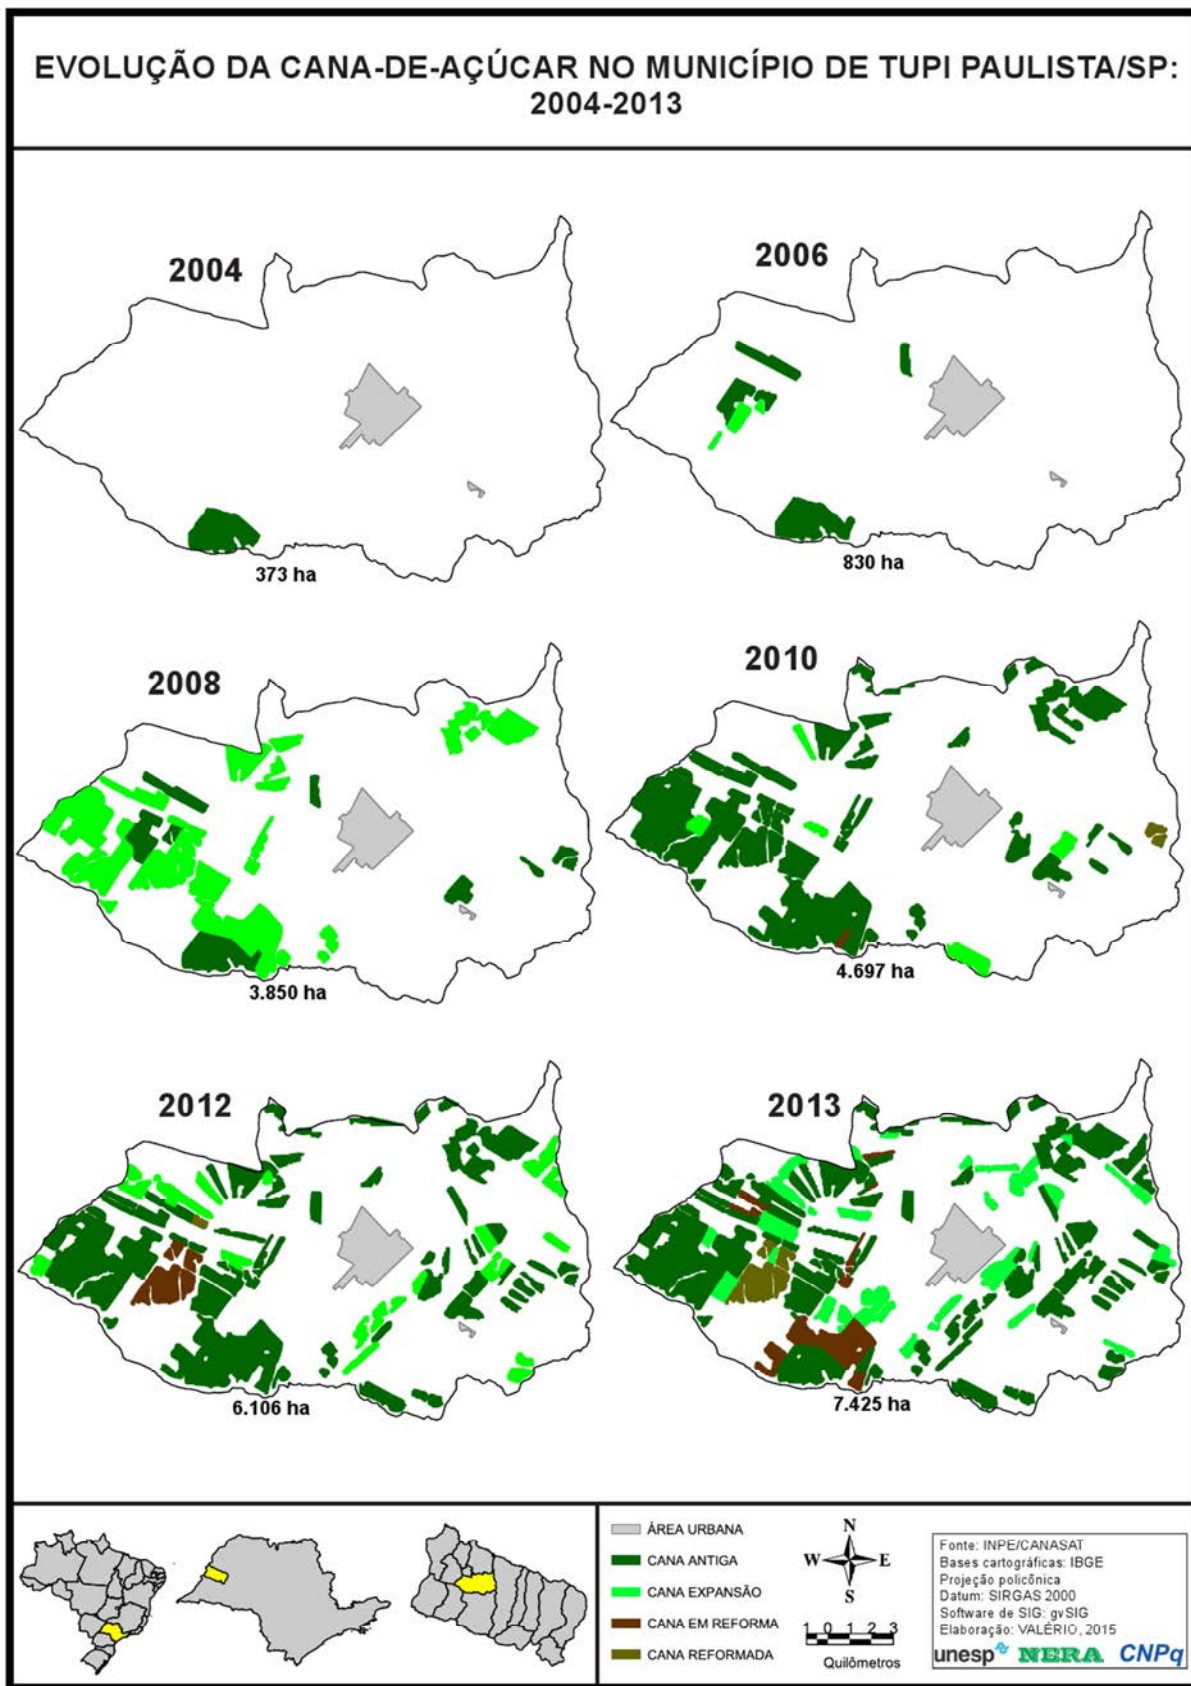 EVOLUÇÃO DA CANA-DE-AÇÚCAR NO MUNICÍPIO DE TUPI PAULISTA/SP:
2004-2013
2004
373 ha
2006
830 ha
2008
3.850 ha
2010
4.697 ha
2012
6.106 ha
2013
7.425 ha
ÁREA URBANA
CANA ANTIGA
CANA EXPANSÃO
CANA EM REFORMA
CANA REFORMADA
N
W E
S
1 0 1 2 3
Quilômetros
Fonte: INPE/CANASAT
Bases cartográficas: IBGE
Projeção policônica
Datum: SIRGAS 2000
Software de SIG: gvSIG
Elaboração: VALÉRIO, 2015
unesp NERA CNPq